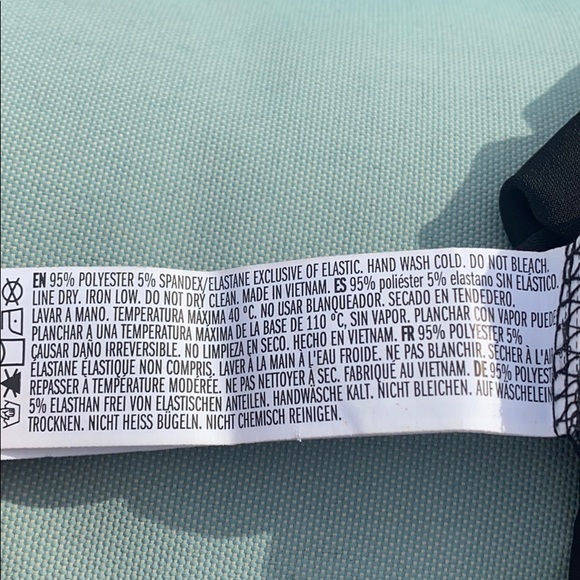 EN 95% POLYESTER 5% SPANDEX/ELASTANE EXCLUSIVE OF ELASTIC. HAND WASH COLD. DO NOT BLEACH.
LINE DRY. IRON LOW. DO NOT DRY CLEAN. MADE IN VIETNAM. ES 95% poliéster 5% elastano SIN ELÁSTICO.
LAVAR A MANO. TEMPERATURA MÁXIMA 40 ºC. NO USAR BLANQUEADOR. SECADO EN TENDEDERO.
PLANCHAR A UNA TEMPERATURA MÁXIMA DE LA BASE DE 110 ºC, SIN VAPOR. PLANCHAR CON VAPOR PUEDE
CAUSAR DAÑO IRREVERSIBLE. NO LIMPIEZA EN SECO. HECHO EN VIETNAM. FR 95% POLYESTER 5%
ÉLASTANE ÉLASTIQUE NON COMPRIS. LAVER À LA MAIN À L'EAU FROIDE. NE PAS BLANCHIR. SÉCHER À L'AI
REPASSER À TEMPÉRATURE MODÉRÉE. NE PAS NETTOYER À SEC. FABRIQUÉ AU VIETNAM. DE 95% POLYEST
5% ELASTHAN FREI VON ELASTISCHEN ANTEILEN. HANDWÄSCHE KALT. NICHT BLEICHEN. AUF WÄSCHELEIN
TROCKNEN. NICHT HEISS BÜGELN. NICHT CHEMISCH REINIGEN.